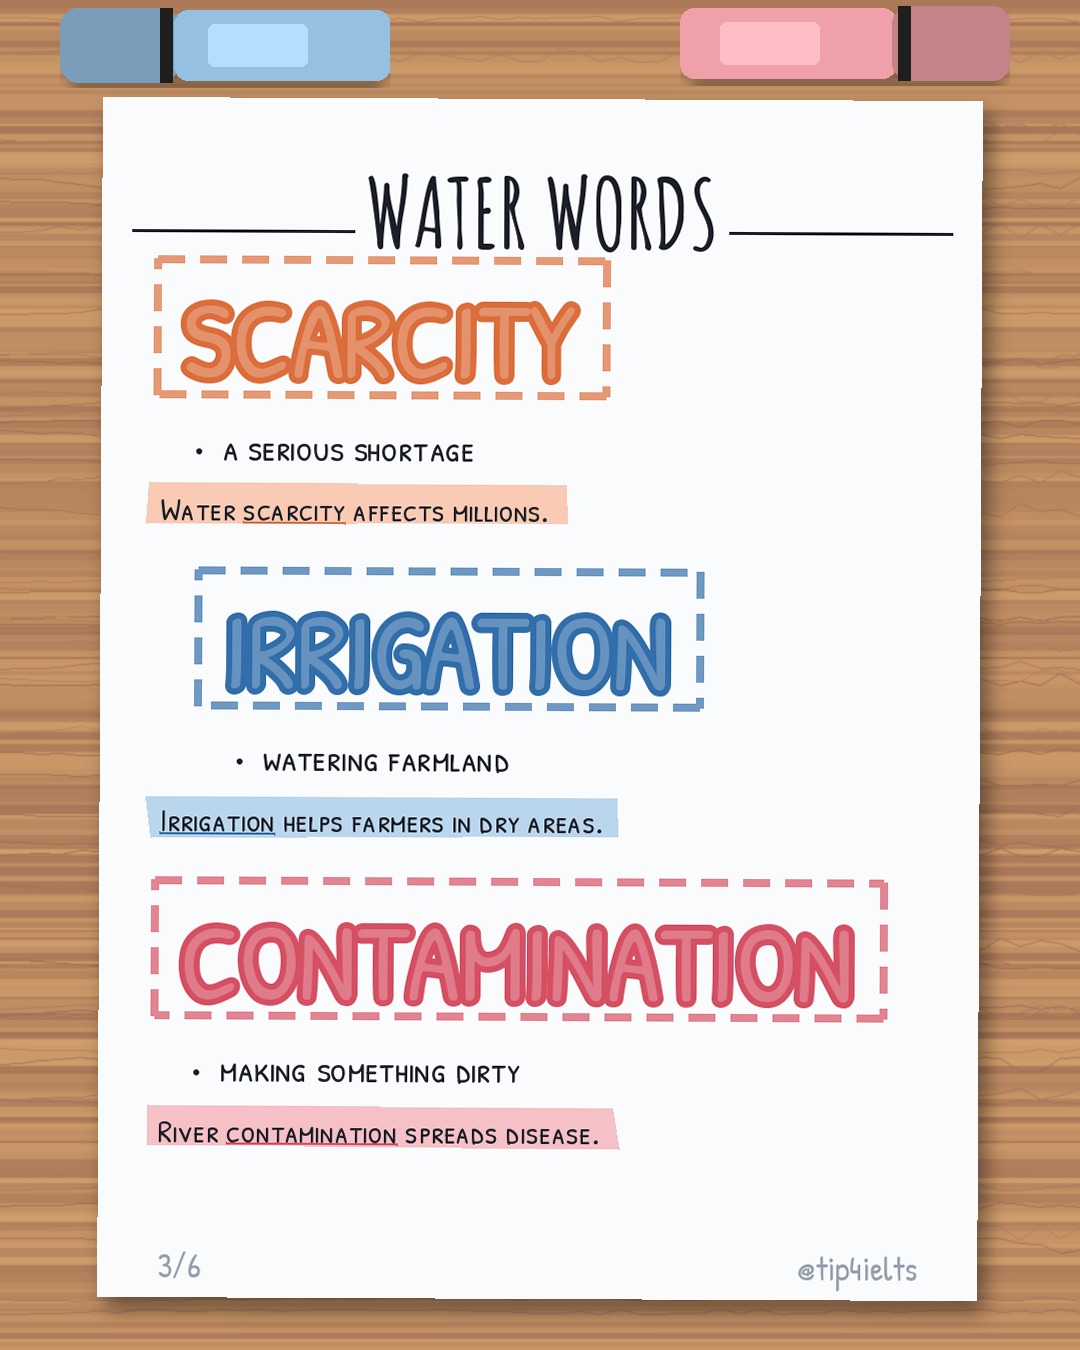 WATER WORDS
SCARCITY
• A SERIOUS SHORTAGE
WATER SCARCITY AFFECTS MILLIONS.
IRRIGATION
• WATERING FARMLAND
IRRIGATION HELPS FARMERS IN DRY AREAS.
CONTAMINATION
• MAKING SOMETHING DIRTY
RIVER CONTAMINATION SPREADS DISEASE.
3/6
@tip4ielts